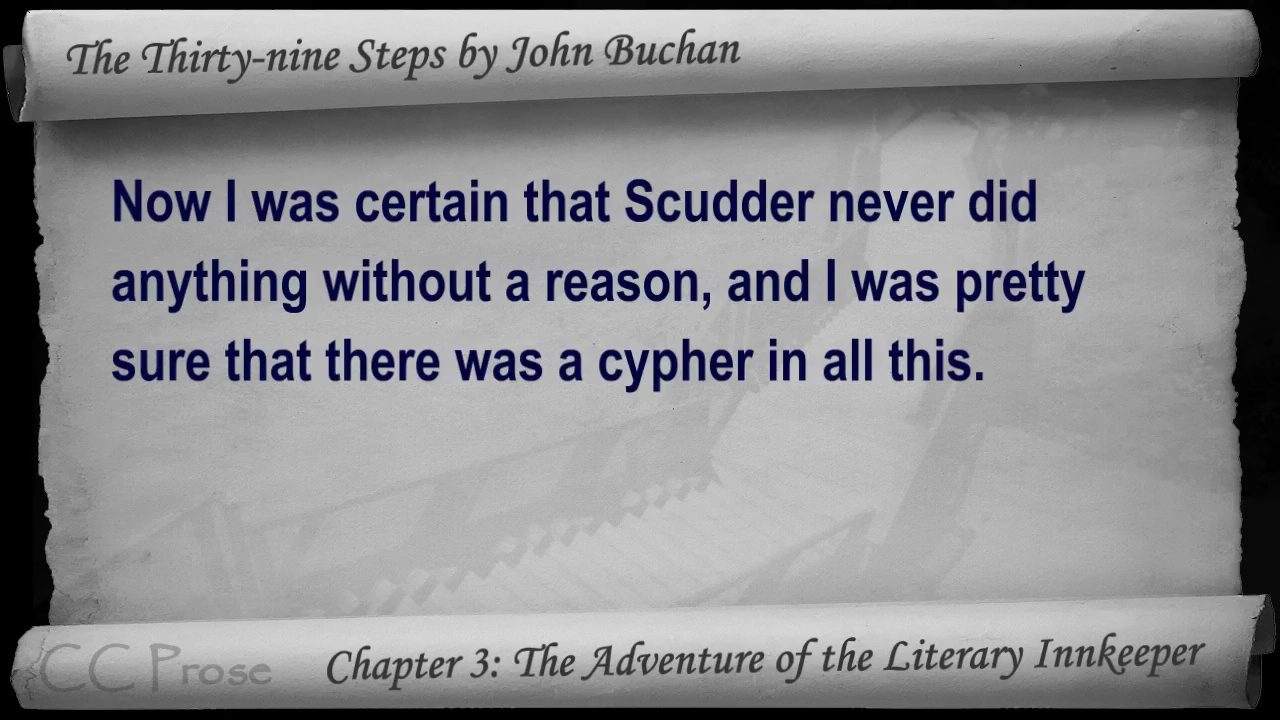 The Thirty-nine Steps by John Buchan
Now I was certain that Scudder never did
anything without a reason, and I was pretty
sure that there was a cypher in all this.
CC Prose
Chapter 3: The Adventure of the Literary Innkeeper